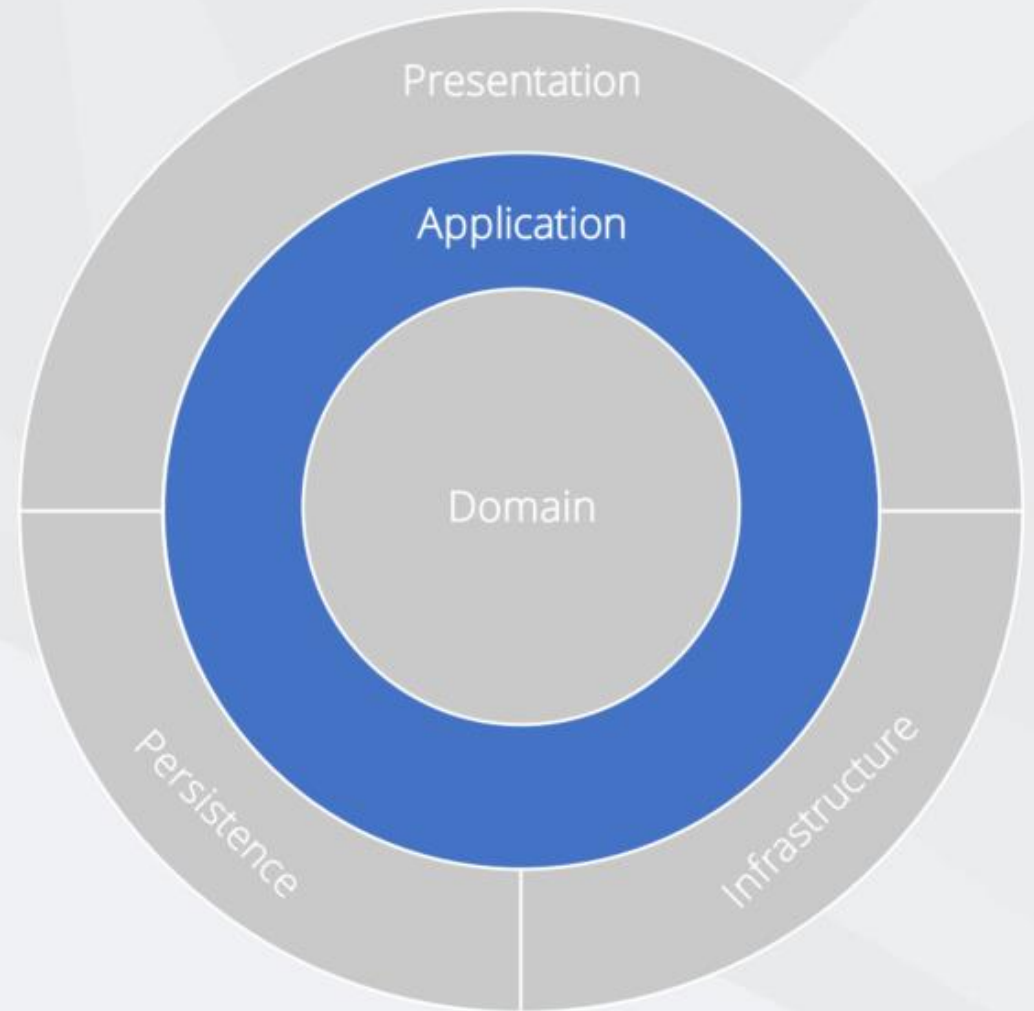 Presentation
Application
Domain
Persistence
Infrastructure